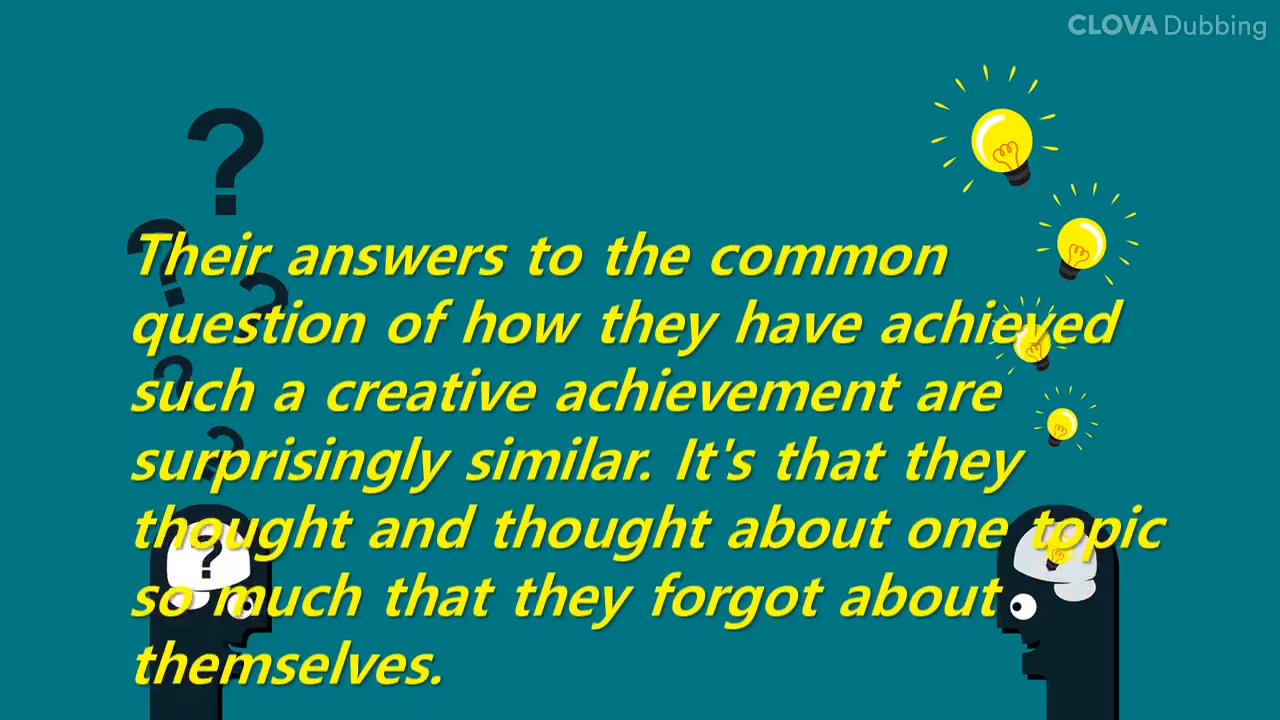 CLOVA Dubbing
?
?
?
?
?
?
Their answers to the common
question of how they have achieved
such a creative achievement are
surprisingly similar. It's that they
thought and thought about one topic
so much that they forgot about
themselves.